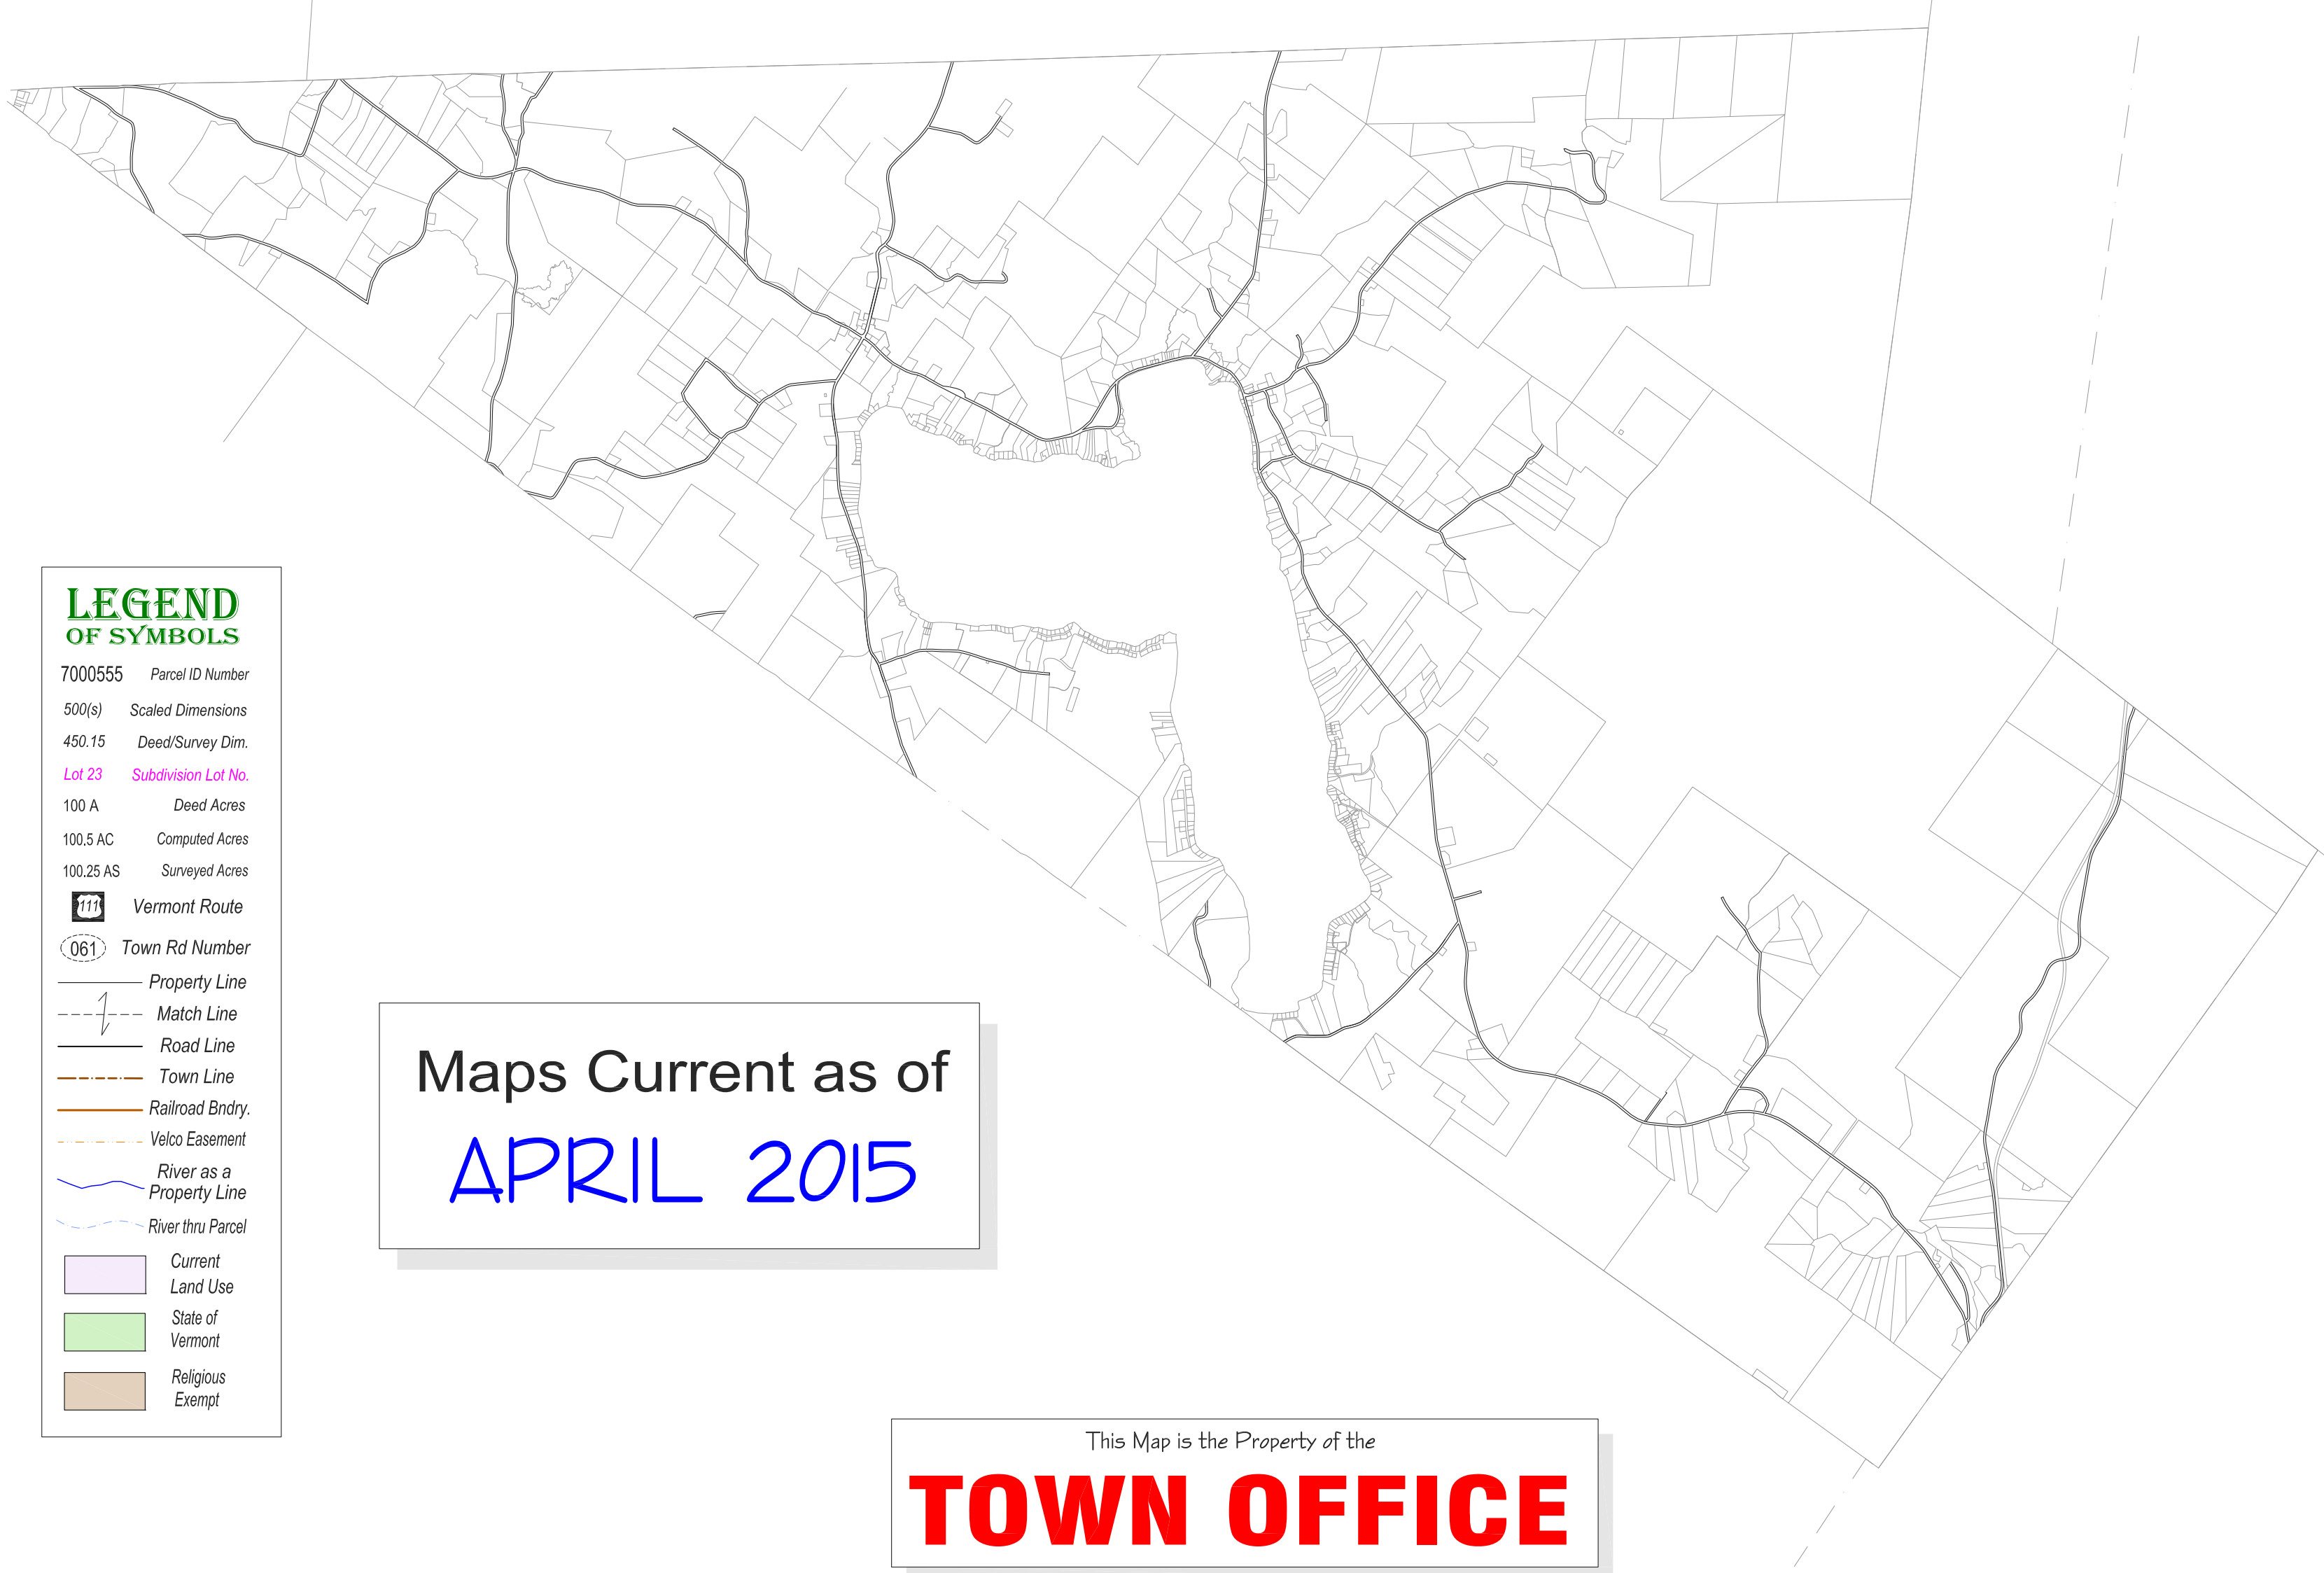 LEGEND
OF SYMBOLS
7000555 Parcel ID Number
500(s) Scaled Dimensions
450.15 Deed/Survey Dim.
Lot 23 Subdivision Lot No.
100 A Deed Acres
100.5 AC Computed Acres
100.25 AS Surveyed Acres
111 Vermont Route
061 Town Rd Number
Property Line
Match Line
Road Line
Town Line
Railroad Bndry.
Velco Easement
River as a
Property Line
River thru Parcel
Current
Land Use
State of
Vermont
Religious
Exempt
Maps Current as of
APRIL 2015
This Map is the Property of the
TOWN OFFICE